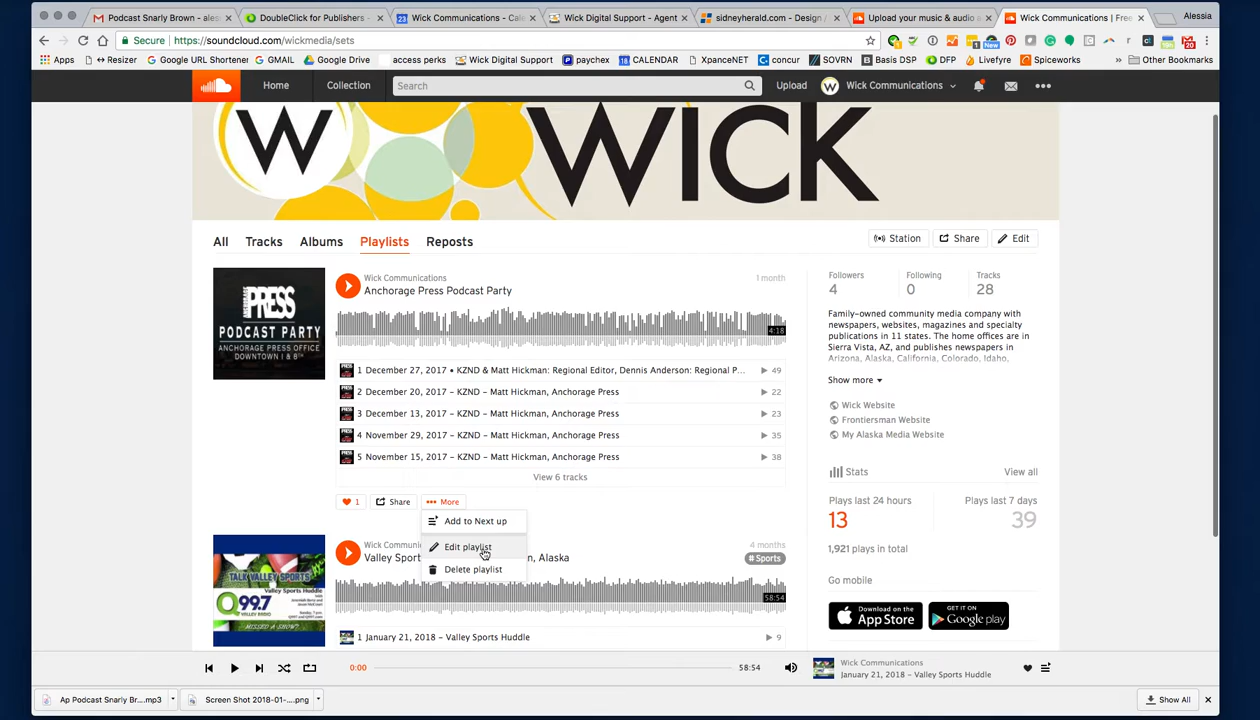 Podcast Snarly Brown - ales
DoubleClick for Publishers -
23 Wick Communications - Cale
Wick Digital Support - Agent
sidneyherald.com - Design /
Upload your music & audio a
Wick Communications | Free
Alessia
Secure https://soundcloud.com/wickmedia/sets
Apps
Resizer
Google URL Shortener
GMAIL
Google Drive
access perks
Wick Digital Support
paychex
CALENDAR
XpanceNET
concur
SOVRN
Basis DSP
DFP
Livefyre
Spiceworks
» Other Bookmarks
Home
Collection
Search
Upload
Wick Communications
W
WICK
All
Tracks
Albums
Playlists
Reposts
Station
Share
Edit
PRESS
PODCAST PARTY
ANCHORAGE PRESS OFFICE
DOWNTOWN I & 8TH
Wick Communications
1 month
Anchorage Press Podcast Party
4:18
1 December 27, 2017 • KZND & Matt Hickman: Regional Editor, Dennis Anderson: Regional P... 49
2 December 20, 2017 – KZND – Matt Hickman, Anchorage Press 22
3 December 13, 2017 – KZND – Matt Hickman, Anchorage Press 23
4 November 29, 2017 – KZND – Matt Hickman, Anchorage Press 35
5 November 15, 2017 – KZND – Matt Hickman, Anchorage Press 38
View 6 tracks
1
Share
More
Add to Next up
Edit playlist
Delete playlist
TALK VALLEY SPORTS
Q99.7
VALLEY RADIO
MISSED A SHOW?
Wick Communi
4 months
Valley Sport
n, Alaska
# Sports
58:54
1 January 21, 2018 – Valley Sports Huddle 9
Followers
4
Following
0
Tracks
28
Family-owned community media company with
newspapers, websites, magazines and specialty
publications in 11 states. The home offices are in
Sierra Vista, AZ, and publishes newspapers in
Arizona, Alaska, California, Colorado, Idaho,
Show more
Wick Website
Frontiersman Website
My Alaska Media Website
Stats
View all
Plays last 24 hours
13
Plays last 7 days
39
1,921 plays in total
Go mobile
Download on the
App Store
GET IT ON
Google play
0:00
58:54
Wick Communications
January 21, 2018 – Valley Sports Huddle
Ap Podcast Snarly Br....mp3
Screen Shot 2018-01-....png
Show All